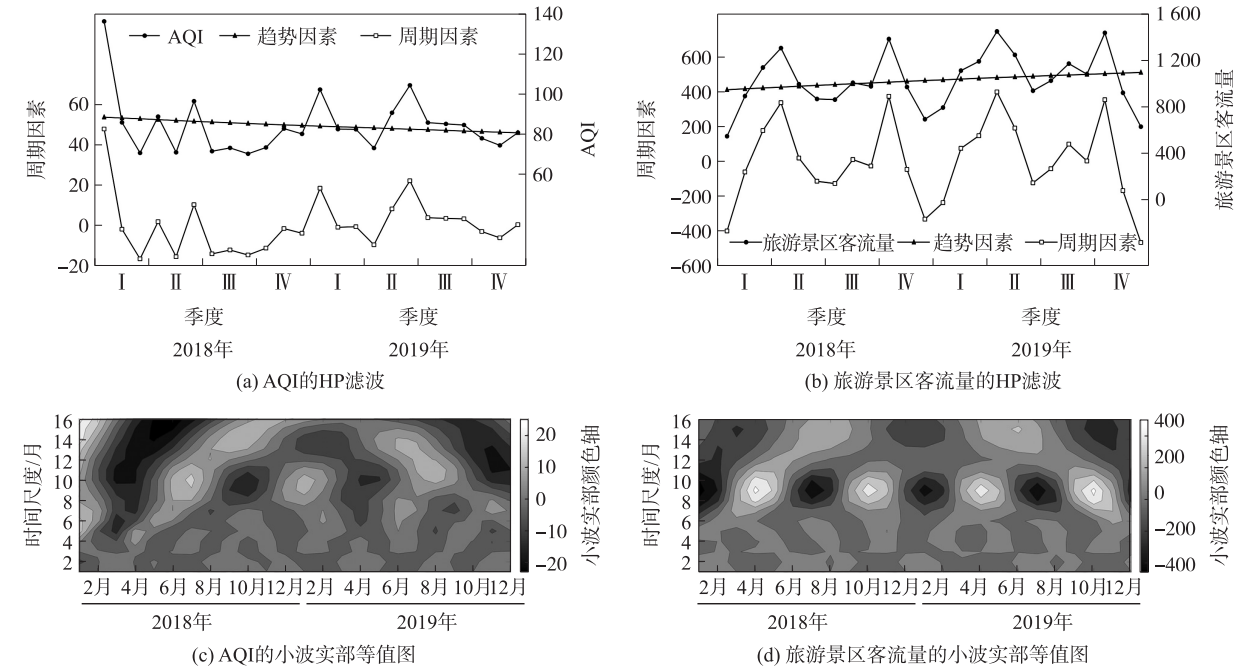 AQI 趋势因素 周期因素
140
120
100
80
60
AQI
60
40
20
0
−20
周期因素
Ⅰ Ⅱ Ⅲ Ⅳ Ⅰ Ⅱ Ⅲ Ⅳ
季度 季度
2018年 2019年
(a) AQI的HP滤波
1 600
1 200
800
400
0
旅游景区客流量
600
400
200
0
−200
−400
−600
周期因素
旅游景区客流量 趋势因素 周期因素
Ⅰ Ⅱ Ⅲ Ⅳ Ⅰ Ⅱ Ⅲ Ⅳ
季度 季度
2018年 2019年
(b) 旅游景区客流量的HP滤波
16
14
12
10
8
6
4
2
时间尺度/月
20
10
0
−10
−20
小波实部颜色轴
2月 4月 6月 8月 10月 12月 2月 4月 6月 8月 10月 12月
2018年 2019年
(c) AQI的小波实部等值图
16
14
12
10
8
6
4
2
时间尺度/月
400
200
0
−200
−400
小波实部颜色轴
2月 4月 6月 8月 10月 12月 2月 4月 6月 8月 10月 12月
2018年 2019年
(d) 旅游景区客流量的小波实部等值图